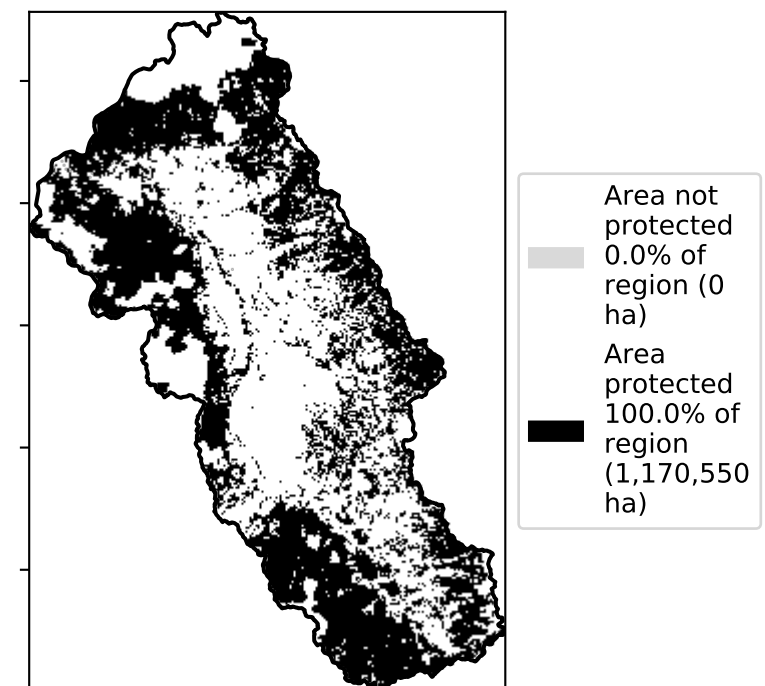 Area not
protected
0.0% of
region (0
ha)
Area
protected
100.0% of
region
(1,170,550
ha)